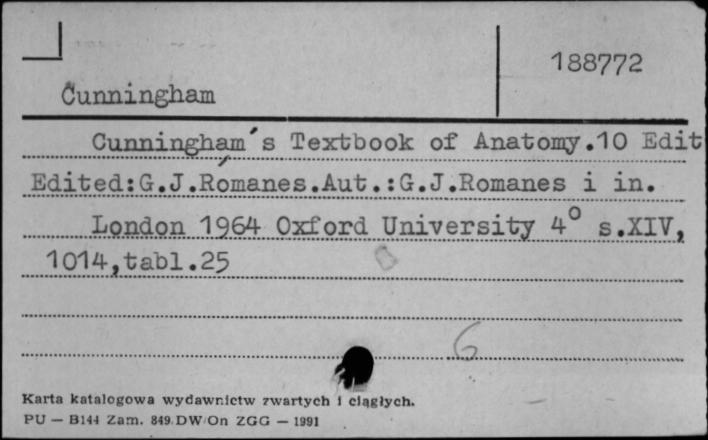 188772
Cunningham
Cunningham's Textbook of Anatomy.10 Edit
Edited:G.J.Romanes.Aut.:G.J.Romanes i in.
London 1964 Oxford University 4° s.XIV,
1014,tabl.25
6
Karta katalogowa wydawnictw zwartych i ciągłych.
PU — B144 Zam. 849 DW/On ZGG — 1991